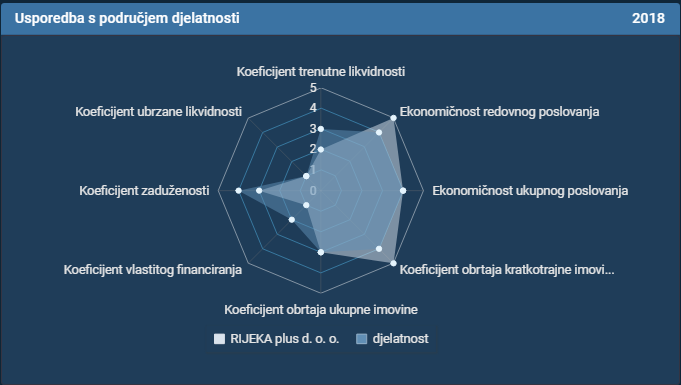 Usporedba s područjem djelatnosti 2018
Koeficijent trenutne likvidnosti
Koeficijent ubrzane likvidnosti
Ekonomičnost redovnog poslovanja
5
4
3
2
1
0
Koeficijent zaduženosti
Ekonomičnost ukupnog poslovanja
Koeficijent vlastitog financiranja
Koeficijent obrtaja kratkotrajne imovi...
Koeficijent obrtaja ukupne imovine
RIJEKA plus d. o. o. djelatnost